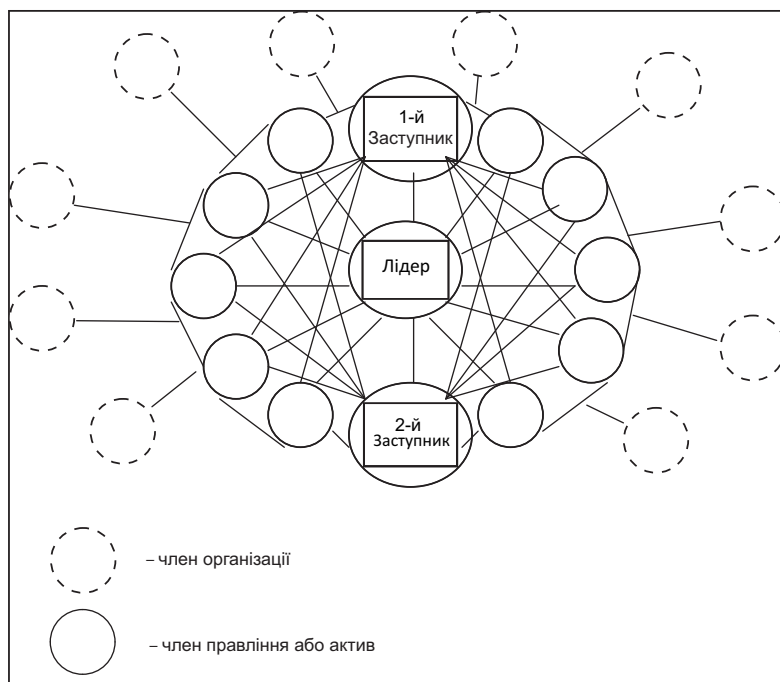 1-й
Заступник
Лідер
2-й
Заступник
– член організації
– член правління або актив